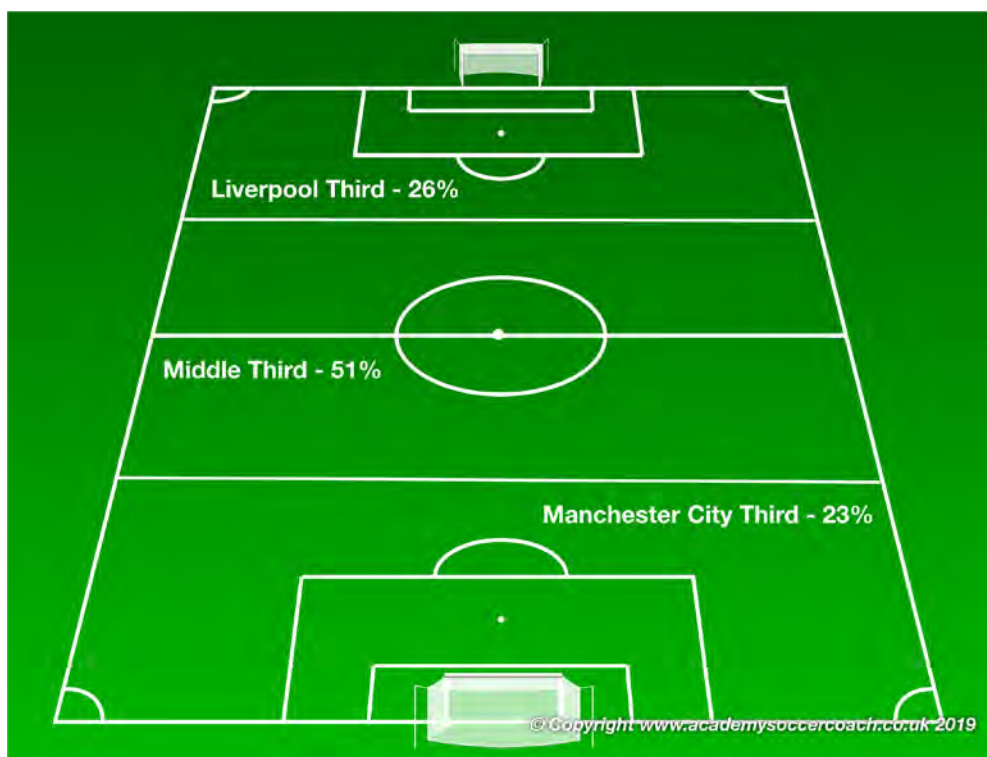 Liverpool Third - 26%
Middle Third - 51%
Manchester City Third - 23%
© Copyright www.academysoccercoach.co.uk 2019